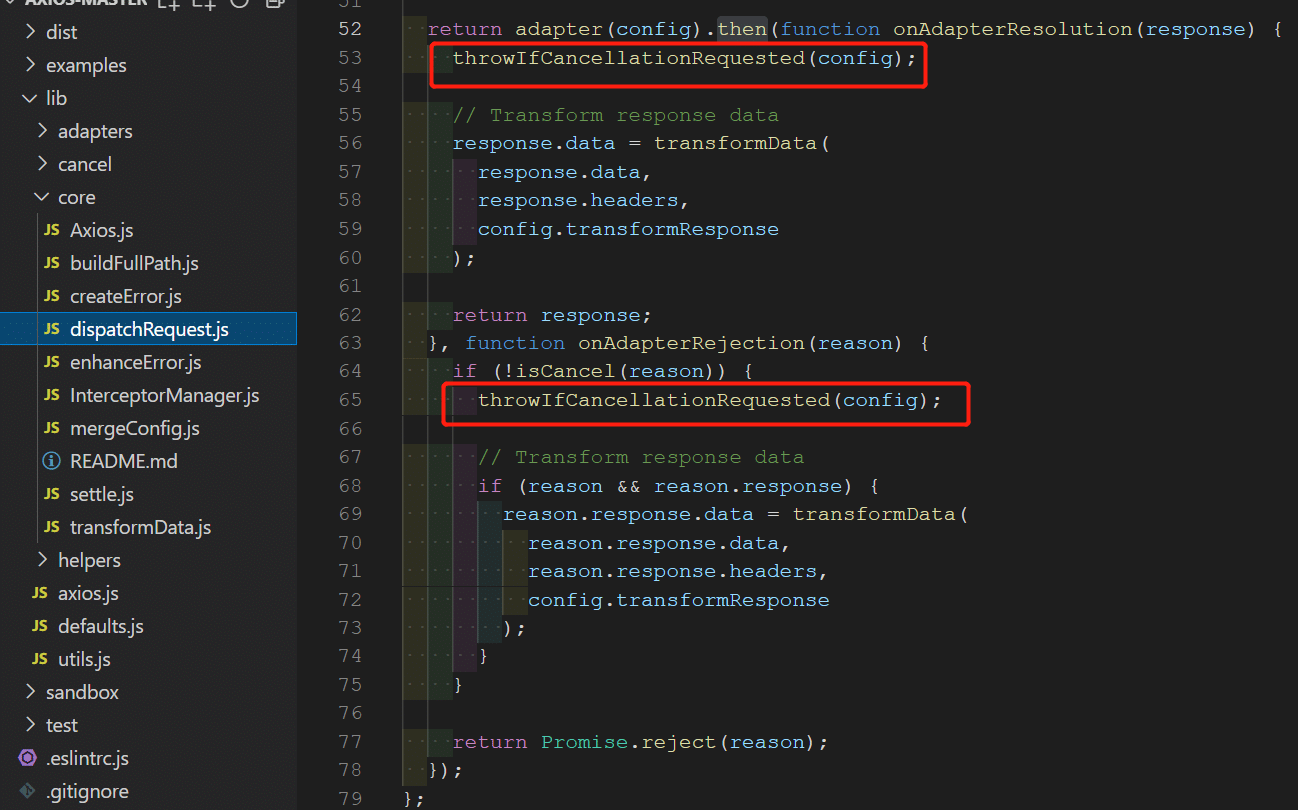 AXIOS-MASTER
dist
examples
lib
adapters
cancel
core
JS Axios.js
JS buildFullPath.js
JS createError.js
JS dispatchRequest.js
JS enhanceError.js
JS InterceptorManager.js
JS mergeConfig.js
README.md
JS settle.js
JS transformData.js
helpers
JS axios.js
JS defaults.js
JS utils.js
sandbox
test
.eslintrc.js
.gitignore
51
52 return adapter(config).then(function onAdapterResolution(response) {
53 throwIfCancellationRequested(config);
54
55 // Transform response data
56 response.data = transformData(
57 response.data,
58 response.headers,
59 config.transformResponse
60 );
61
62 return response;
63 }, function onAdapterRejection(reason) {
64 if (!isCancel(reason)) {
65 throwIfCancellationRequested(config);
66
67 // Transform response data
68 if (reason && reason.response) {
69 reason.response.data = transformData(
70 reason.response.data,
71 reason.response.headers,
72 config.transformResponse
73 );
74 }
75 }
76
77 return Promise.reject(reason);
78 });
79 };